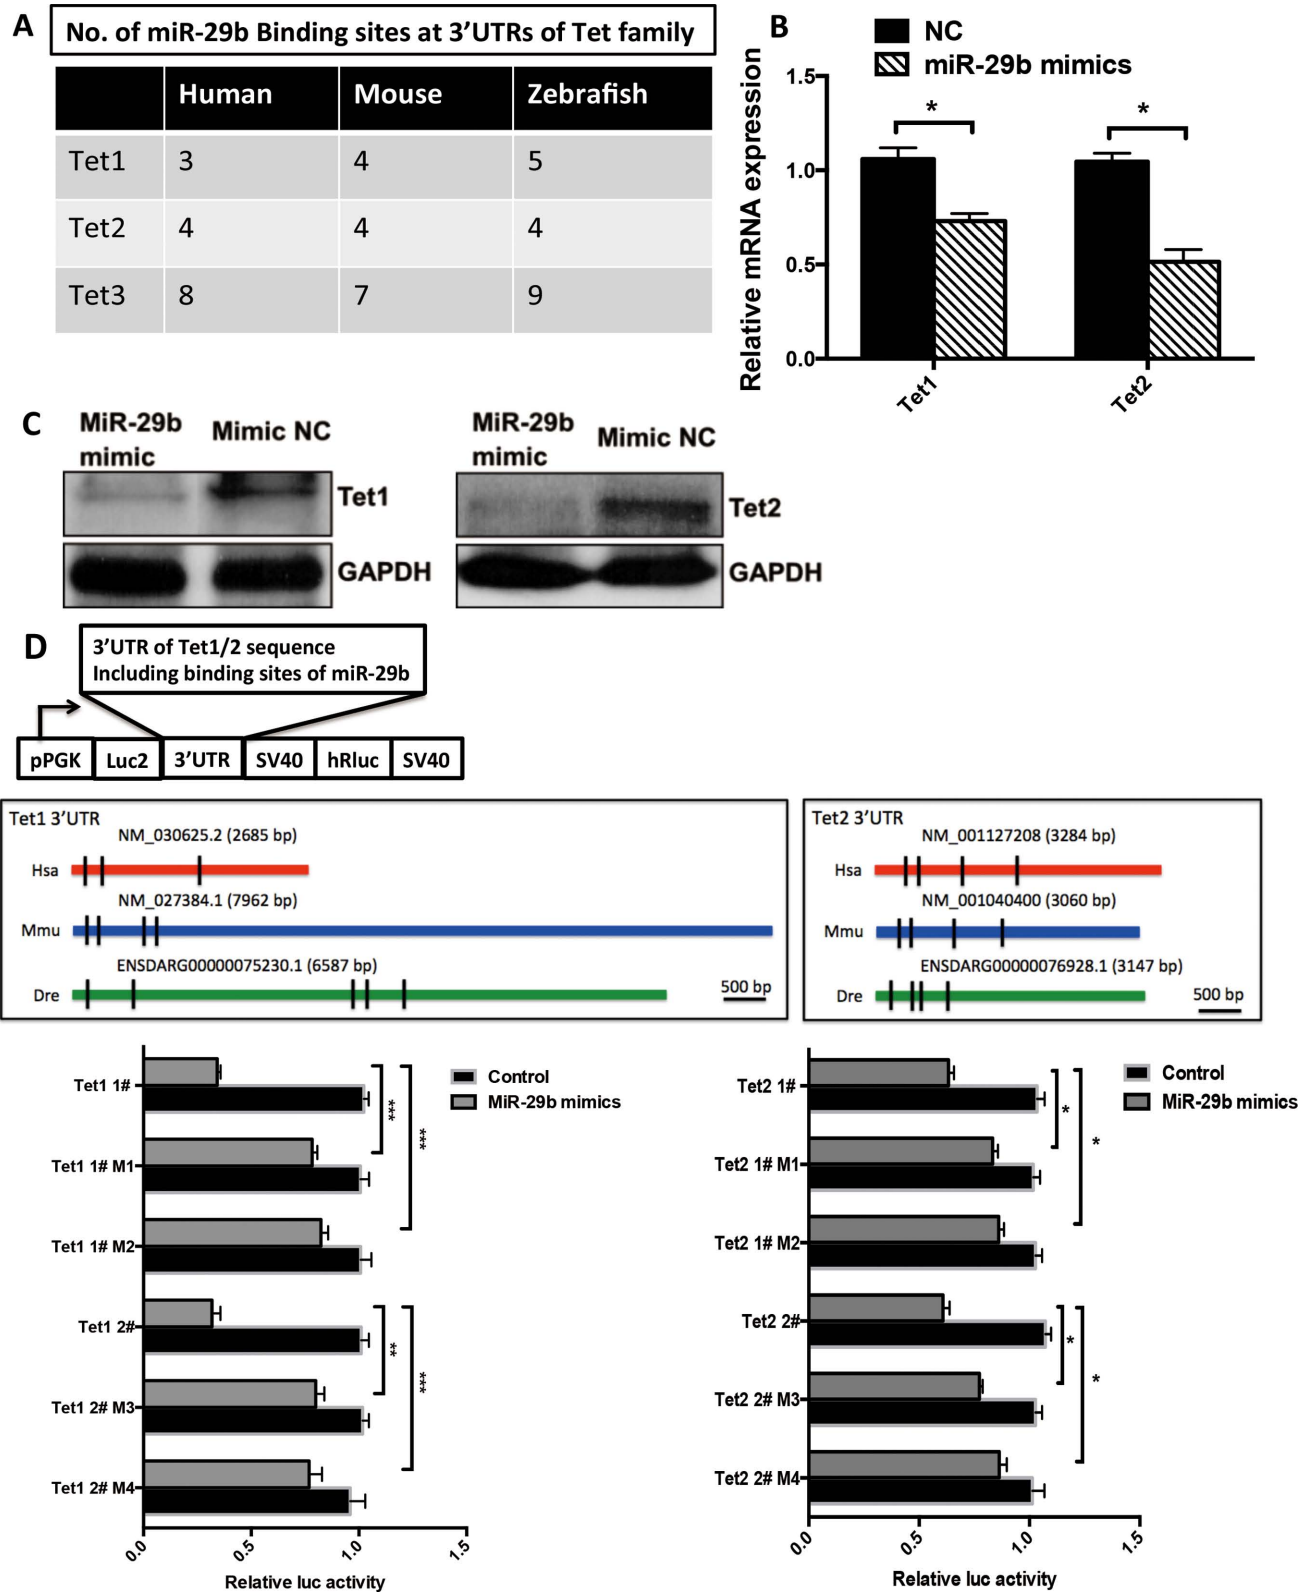 A
No. of miR-29b Binding sites at 3'UTRs of Tet family
Human Mouse Zebrafish
Tet1 3 4 5
Tet2 4 4 4
Tet3 8 7 9
B
NC
miR-29b mimics
Relative mRNA expression
1.5
1.0
0.5
0.0
* *
Tet1 Tet2
C
MiR-29b mimic
Mimic NC
Tet1
GAPDH
MiR-29b mimic
Mimic NC
Tet2
GAPDH
D
3'UTR of Tet1/2 sequence
Including binding sites of miR-29b
pPGK Luc2 3'UTR SV40 hRluc SV40
Tet1 3'UTR
NM_030625.2 (2685 bp)
Hsa
NM_027384.1 (7962 bp)
Mmu
ENSDARG00000075230.1 (6587 bp)
Dre
500 bp
Tet2 3'UTR
NM_001127208 (3284 bp)
Hsa
NM_001040400 (3060 bp)
Mmu
ENSDARG00000076928.1 (3147 bp)
Dre
500 bp
Control
MiR-29b mimics
Tet1 1#
Tet1 1# M1
Tet1 1# M2
Tet1 2#
Tet1 2# M3
Tet1 2# M4
***
***
**
***
0.0 0.5 1.0 1.5
Relative luc activity
Control
MiR-29b mimics
Tet2 1#
Tet2 1# M1
Tet2 1# M2
Tet2 2#
Tet2 2# M3
Tet2 2# M4
*
*
*
*
0.0 0.5 1.0 1.5
Relative luc activity